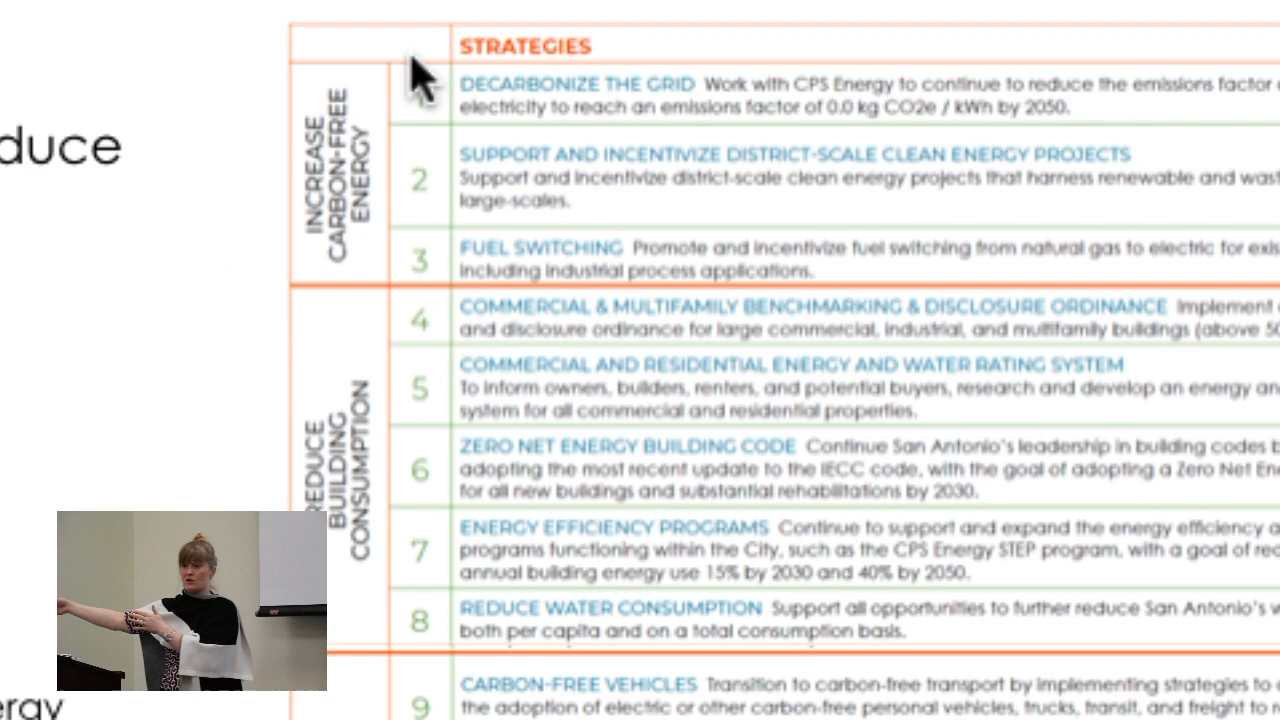 duce
ergy
STRATEGIES
INCREASE
CARBON-FREE
ENERGY
DECARBONIZE THE GRID Work with CPS Energy to continue to reduce the emissions factor
electricity to reach an emissions factor of 0.0 kg CO2e / kWh by 2050.
2
SUPPORT AND INCENTIVIZE DISTRICT-SCALE CLEAN ENERGY PROJECTS
Support and incentivize district-scale clean energy projects that harness renewable and wast
large-scales.
3
FUEL SWITCHING Promote and incentivize fuel switching from natural gas to electric for exis
including industrial process applications.
REDUCE
BUILDING
CONSUMPTION
4
COMMERCIAL & MULTIFAMILY BENCHMARKING & DISCLOSURE ORDINANCE Implement
and disclosure ordinance for large commercial, industrial, and multifamily buildings (above 50
5
COMMERCIAL AND RESIDENTIAL ENERGY AND WATER RATING SYSTEM
To inform owners, builders, renters, and potential buyers, research and develop an energy an
system for all commercial and residential properties.
6
ZERO NET ENERGY BUILDING CODE Continue San Antonio's leadership in building codes b
adopting the most recent update to the IECC code, with the goal of adopting a Zero Net En
for all new buildings and substantial rehabilitations by 2030.
7
ENERGY EFFICIENCY PROGRAMS Continue to support and expand the energy efficiency a
programs functioning within the City, such as the CPS Energy STEP program, with a goal of red
annual building energy use 15% by 2030 and 40% by 2050.
8
REDUCE WATER CONSUMPTION Support all opportunities to further reduce San Antonio's w
both per capita and on a total consumption basis.
9
CARBON-FREE VEHICLES Transition to carbon-free transport by implementing strategies to
the adoption of electric or other carbon-free personal vehicles, trucks, transit, and freight to r